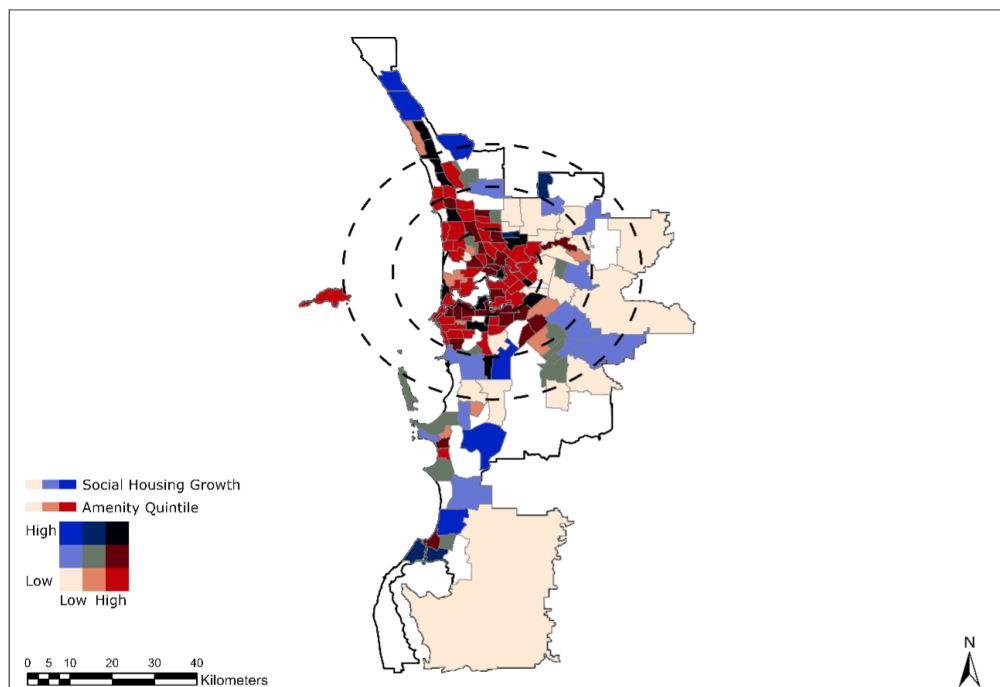 Social Housing Growth
Amenity Quintile
High
Low
Low High
0 5 10 20 30 40
Kilometers
N